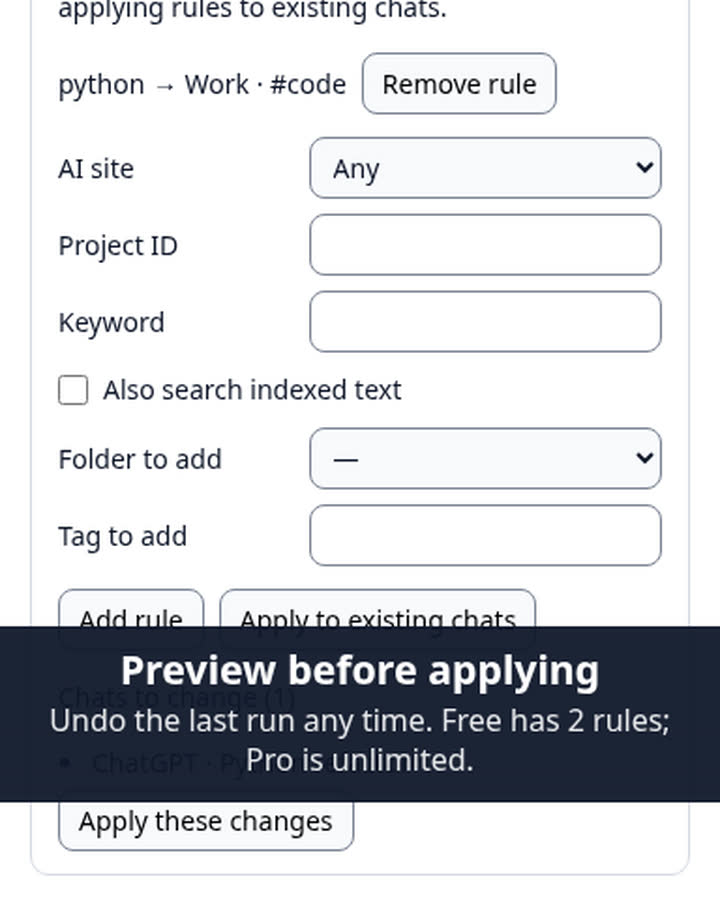 applying rules to existing chats.
python → Work · #code
Remove rule
AI site
Any
Project ID
Keyword
Also search indexed text
Folder to add
—
Tag to add
Add rule
Apply to existing chats
Preview before applying
Chats to change (1)
Undo the last run any time. Free has 2 rules;
Pro is unlimited.
• ChatGPT ·
Apply these changes